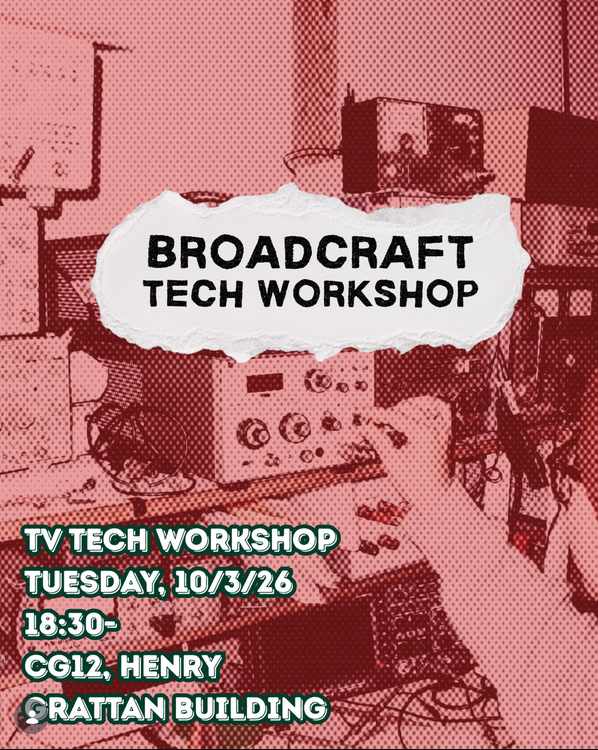 BROADCRAFT
TECH WORKSHOP
TV TECH WORKSHOP
TUESDAY, 10/3/26
18:30-
CG12, HENRY
GRATTAN BUILDING